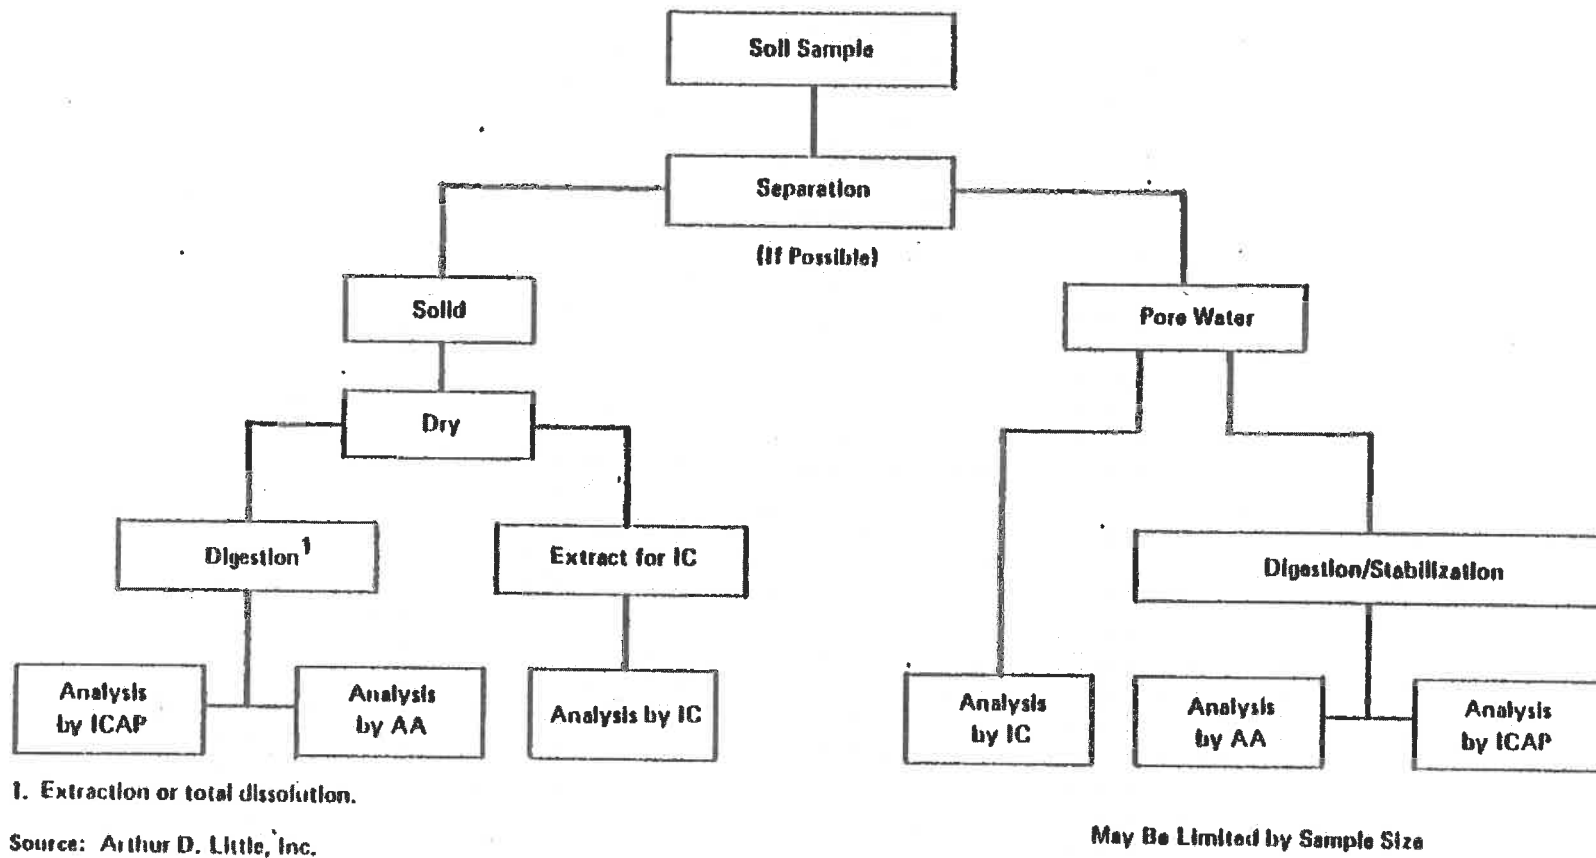 Soil Sample
Separation
(If Possible)
Solid
Pore Water
Dry
Digestion1
Extract for IC
Digestion/Stabilization
Analysis
by ICAP
Analysis
by AA
Analysis by IC
Analysis
by IC
Analysis
by AA
Analysis
by ICAP
1. Extraction or total dissolution.
Source: Arthur D. Little, Inc.
May Be Limited by Sample Size